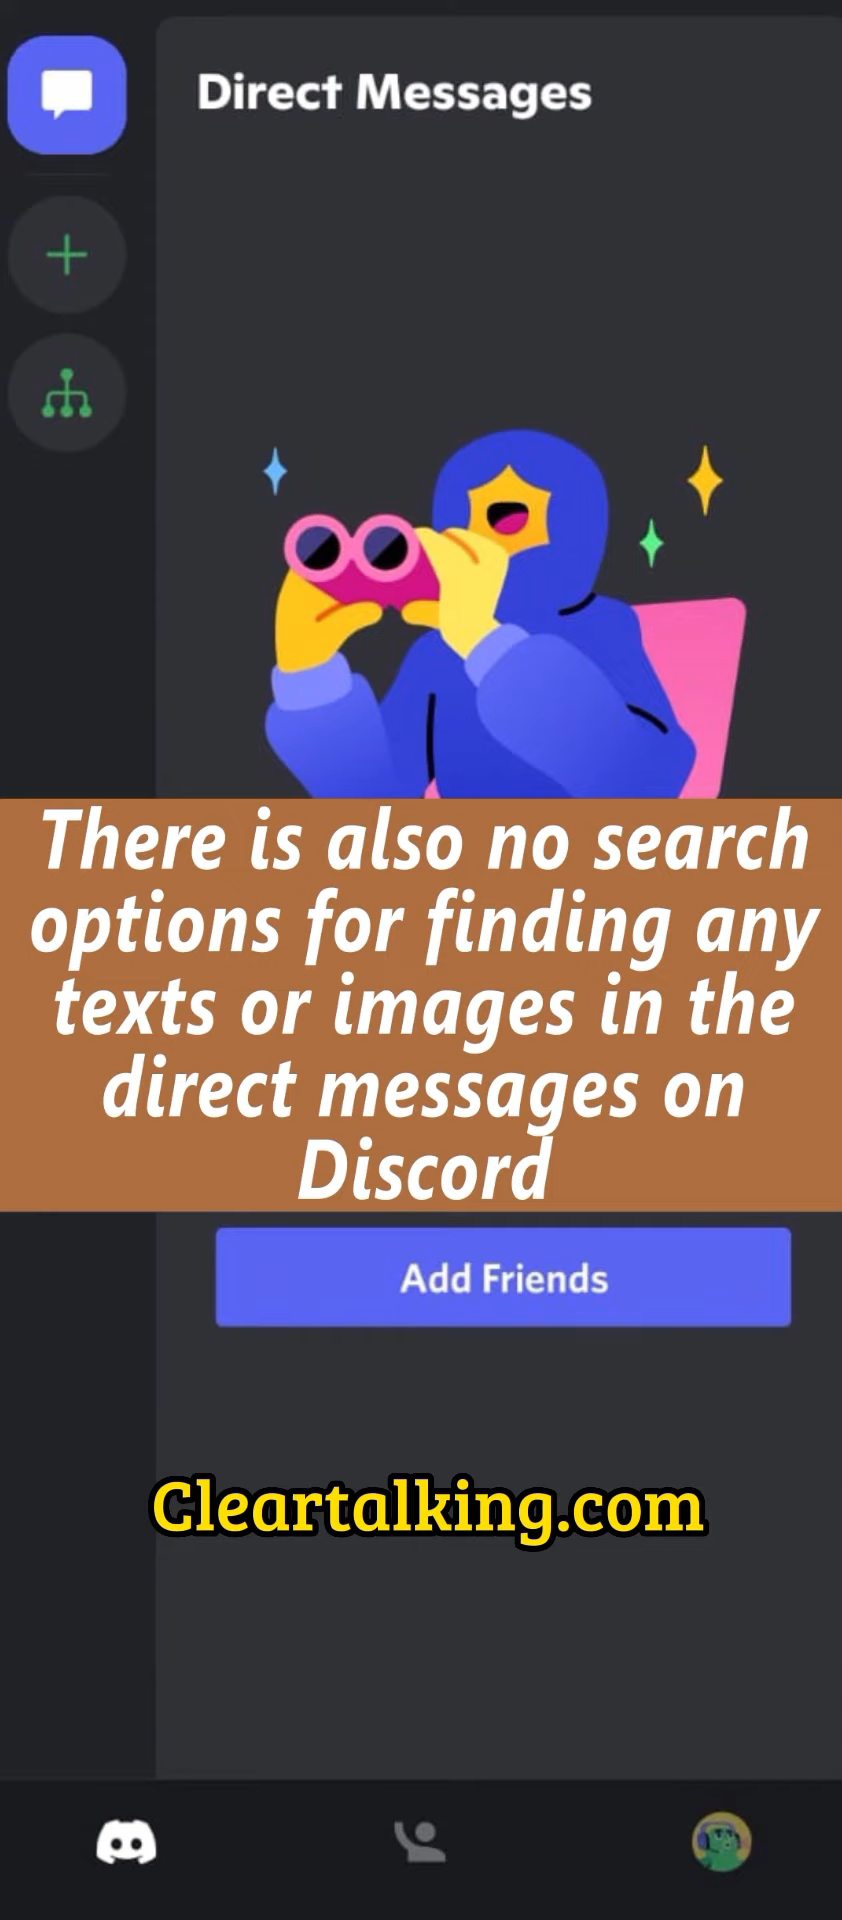 Direct Messages
There is also no search
options for finding any
texts or images in the
direct messages on
Discord
Add Friends
Cleartalking.com